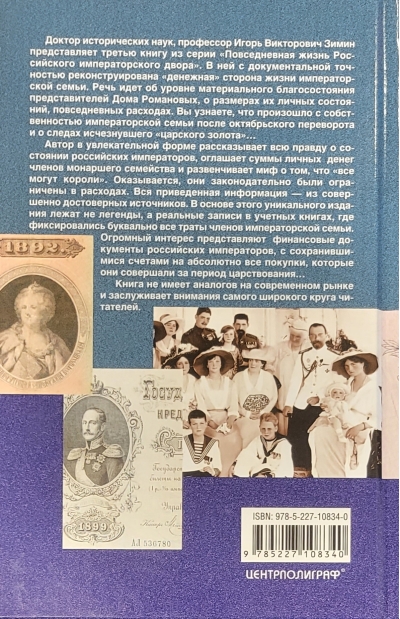 Доктор исторических наук, профессор Игорь Викторович Зимин
представляет третью книгу из серии «Повседневная жизнь Рос-
сийского императорского двора». В ней с документальной точ-
ностью реконструирована «денежная» сторона жизни император-
ской семьи. Речь идет об уровне материального благосостояния
представителей Дома Романовых, о размерах их личных состоя-
ний, повседневных расходах. Вы узнаете, что произошло с собст-
венностью императорской семьи после октябрьского переворота
и о следах исчезнувшего «царского золота»...
Автор в увлекательной форме рассказывает всю правду о со-
стоянии российских императоров, оглашает суммы личных денег
членов монаршего семейства и развенчивает миф о том, что «все
могут короли». Оказывается, они законодательно были огра-
ничены в расходах. Вся приведенная информация — из совер-
шенно достоверных источников. В основе этого уникального изда-
ния лежат не легенды, а реальные записи в учетных книгах, где
фиксировались буквально все траты членов императорской семьи.
Огромный интерес представляют финансовые до-
кументы российских императоров, с сохранивши-
мися счетами на абсолютно все покупки, которые
они совершали за период царствования...
Книга не имеет аналогов на современном рынке
и заслуживает внимания самого широкого круга чи-
тателей.
1892
Госуд
КРЕД
Государственн
1899
АЛ 536780
ISBN: 978-5-227-10834-0
9 785227 108340
ЦЕНТРПОЛИГРАФ®